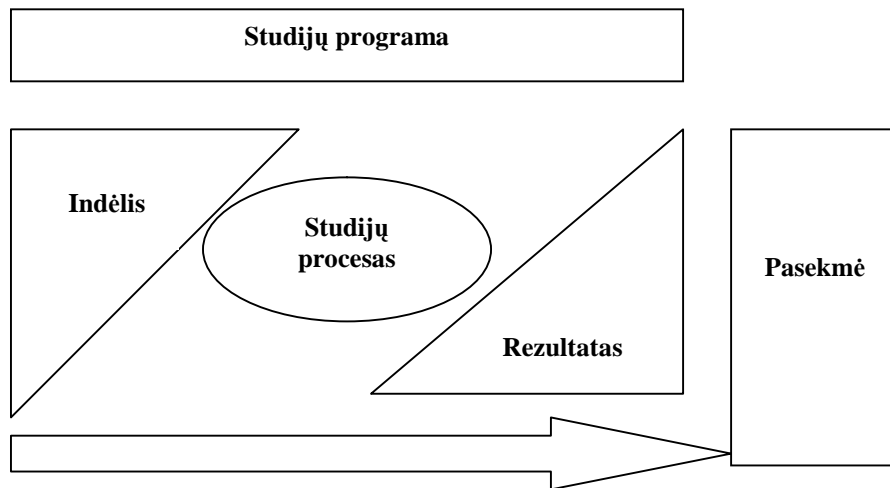 Studijų programa
Indėlis
Studijų
procesas
Pasekmė
Rezultatas